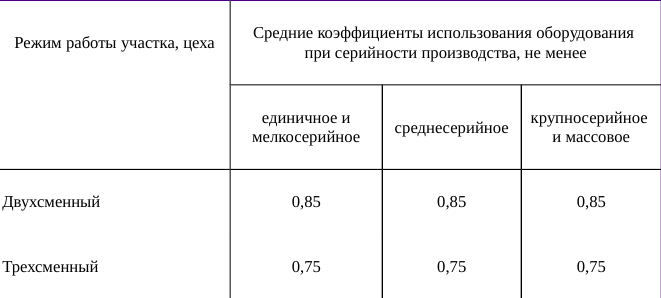 Режим работы участка, цеха
Средние коэффициенты использования оборудования
при серийности производства, не менее
единичное и
мелкосерийное
среднесерийное
крупносерийное
и массовое
Двухсменный 0,85 0,85 0,85
Трехсменный 0,75 0,75 0,75